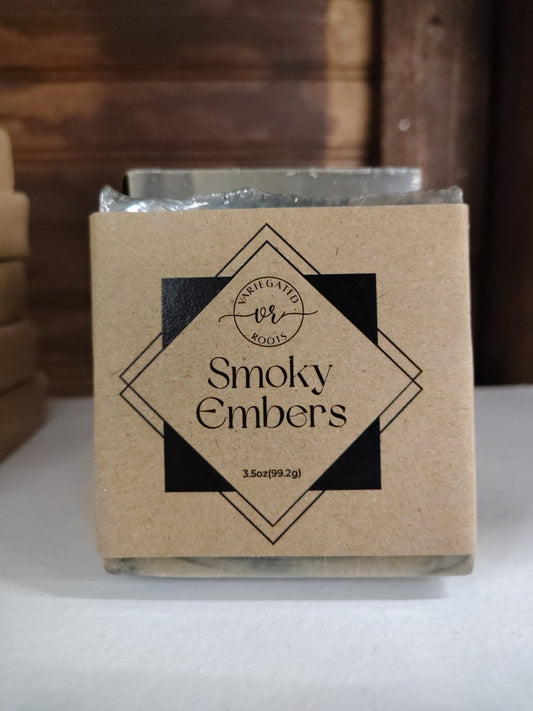 VARIEGATED
vr
ROOTS
Smoky
Embers
3.5oz(99.2g)